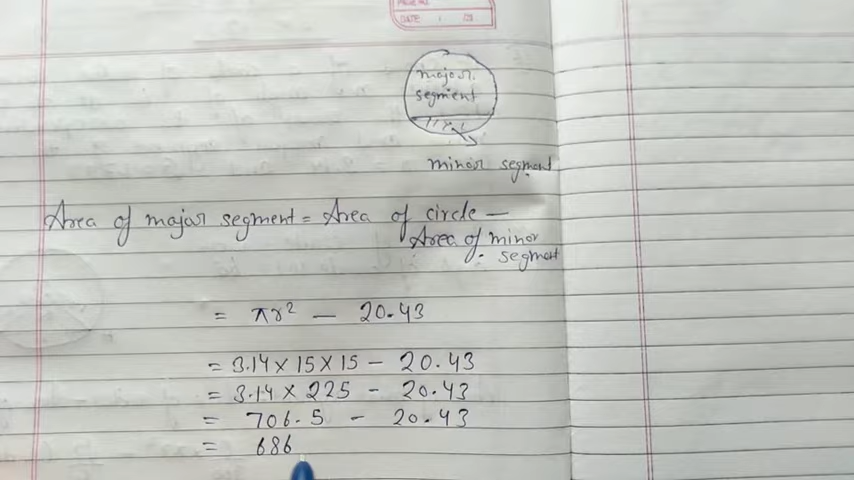 DATE
major
segment
minor segment
Area of major segment = Area of circle —
Area of minor
segment
= πr² — 20.43
= 3.14 × 15 × 15 - 20.43
= 3.14 × 225 - 20.43
= 706.5 - 20.43
= 686